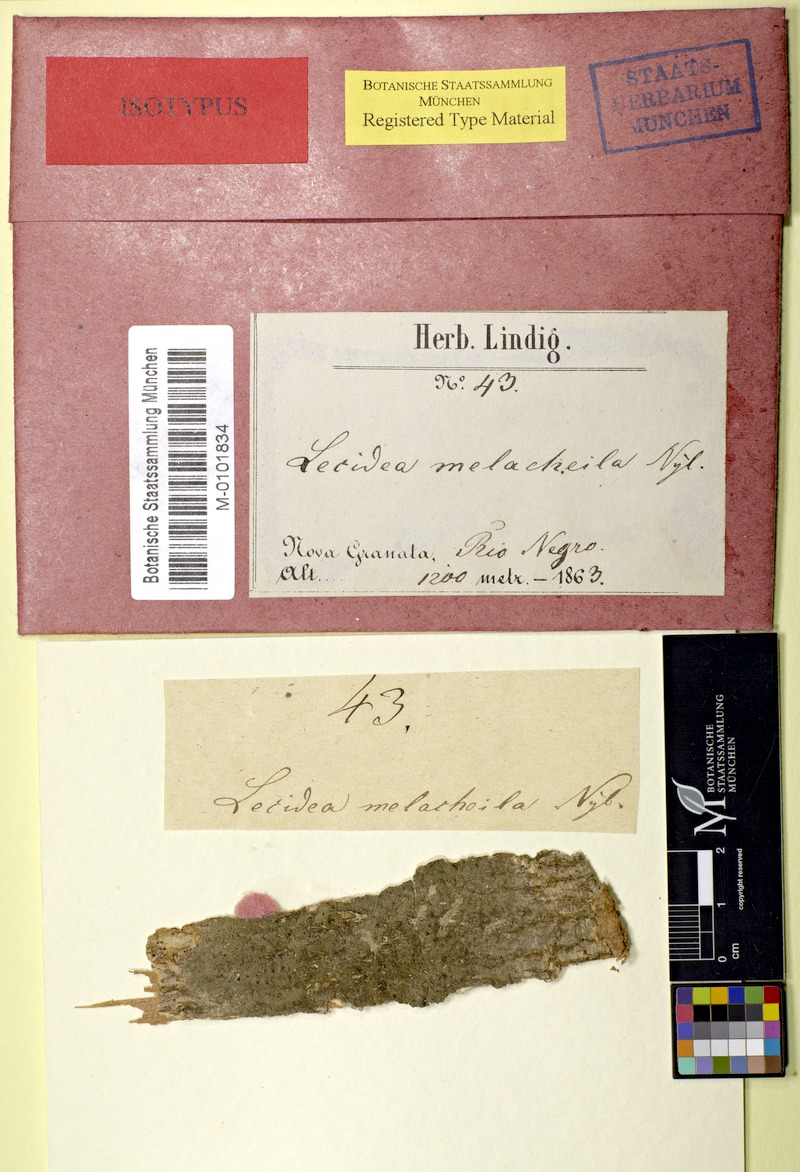 ISOTYPUS
BOTANISCHE STAATSSAMMLUNG
MÜNCHEN
Registered Type Material
STAATS-
HERBARIUM
MÜNCHEN
Botanische Staatssammlung München
M-0101834
Herb. Lindig.
Nº 43.
Lecidea melacheila Nyl.
Nova Granata, Rio Negro.
Alt. .... 1200 metr. – 1863.
43.
Lecidea melacheila Nyl.
BOTANISCHE
STAATSSAMMLUNG
MÜNCHEN
0 1 2
cm
copyright reserved